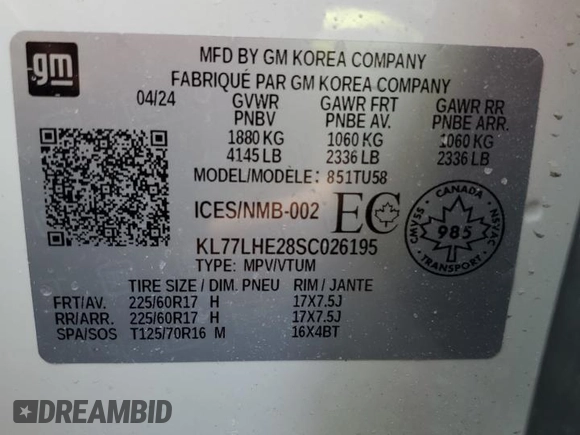 gm
MFD BY GM KOREA COMPANY
FABRIQUÉ PAR GM KOREA COMPANY
04/24 GVWR GAWR FRT GAWR RR
PNBV PNBE AV. PNBE ARR.
1880 KG 1060 KG 1060 KG
4145 LB 2336 LB 2336 LB
MODEL/MODÈLE: 851TU58
ICES/NMB-002 EC
CANADA
CMVSS 985 NSVAC
TRANSPORT
KL77LHE28SC026195
TYPE: MPV/VTUM
TIRE SIZE / DIM. PNEU RIM / JANTE
FRT/AV. 225/60R17 H 17X7.5J
RR/ARR. 225/60R17 H 17X7.5J
SPA/SOS T125/70R16 M 16X4BT
DREAMBID